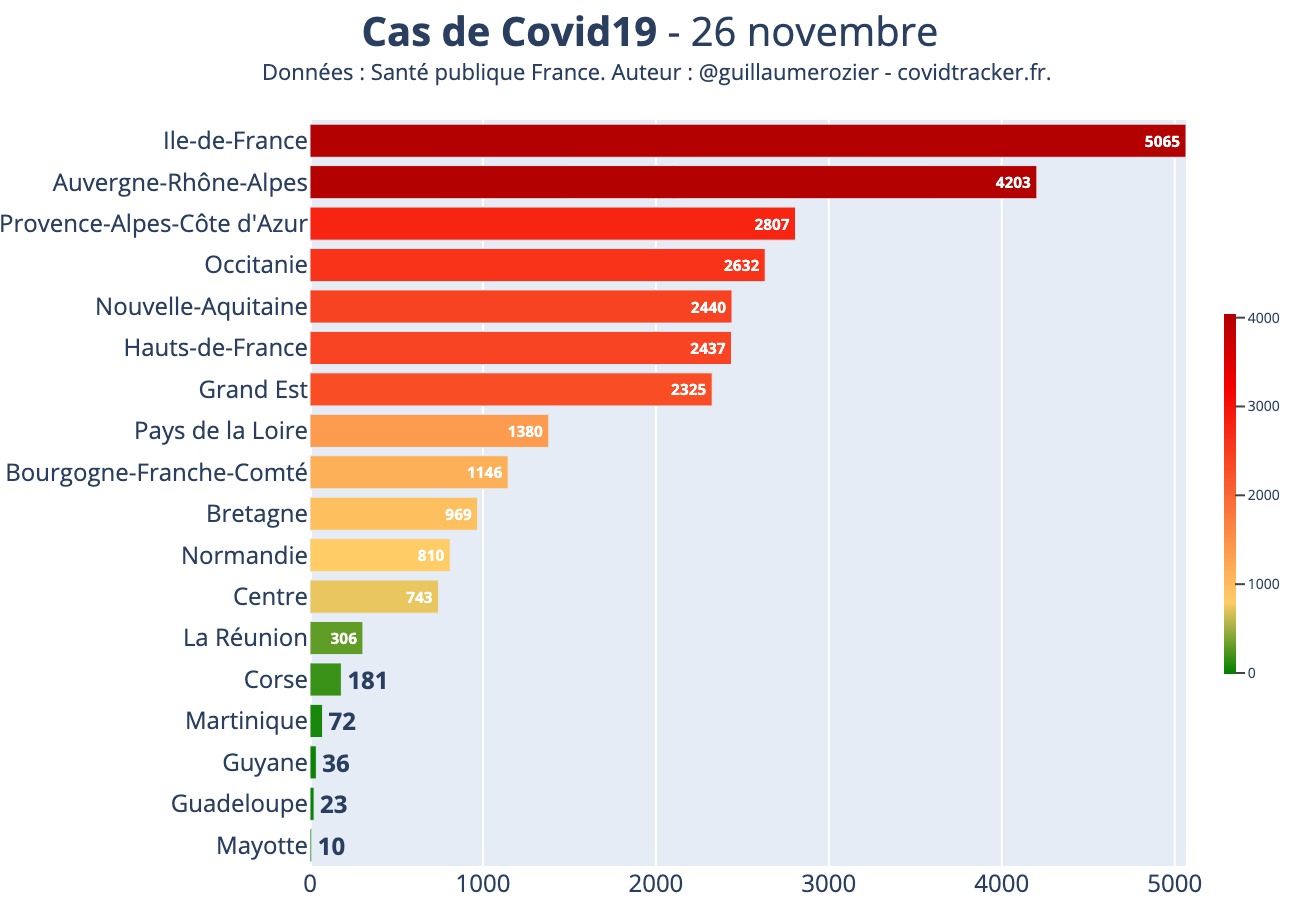 Cas de Covid19 - 26 novembre
Données : Santé publique France. Auteur : @guillaumerozier - covidtracker.fr.
Ile-de-France 5065
Auvergne-Rhône-Alpes 4203
Provence-Alpes-Côte d'Azur 2807
Occitanie 2632
Nouvelle-Aquitaine 2440
Hauts-de-France 2437
Grand Est 2325
Pays de la Loire 1380
Bourgogne-Franche-Comté 1146
Bretagne 969
Normandie 810
Centre 743
La Réunion 306
Corse 181
Martinique 72
Guyane 36
Guadeloupe 23
Mayotte 10
0 1000 2000 3000 4000 5000
4000
3000
2000
1000
0